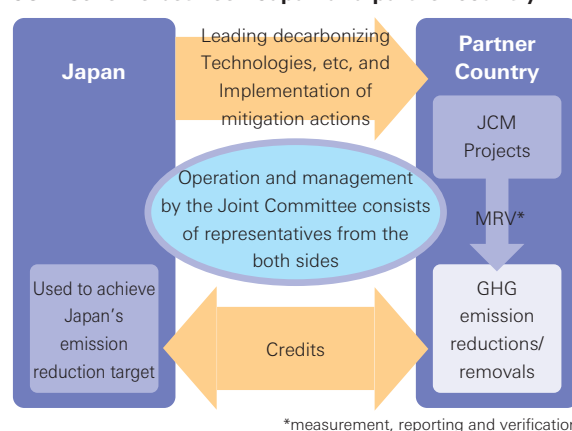 Japan
Leading decarbonizing
Technologies, etc, and
Implementation of
mitigation actions
Partner
Country
JCM
Projects
MRV*
Operation and management
by the Joint Committee consists
of representatives from the
both sides
Used to achieve
Japan's
emission
reduction target
Credits
GHG
emission
reductions/
removals
*measurement, reporting and verification